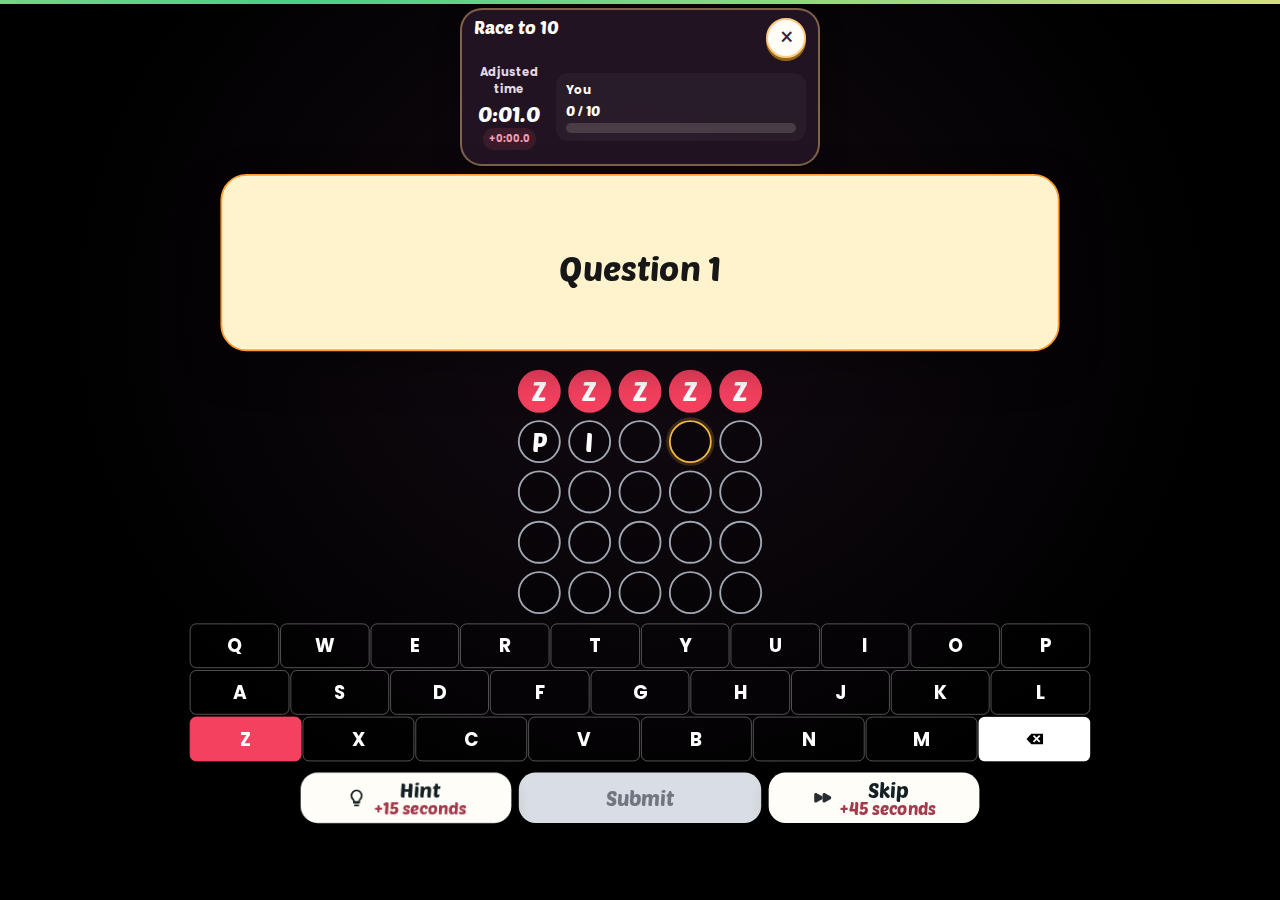 Race to 10
×
Adjusted
time
0:01.0
+0:00.0
You
0 / 10
Question 1
Z Z Z Z Z
P I
Q W E R T Y U I O P
A S D F G H J K L
Z X C V B N M
Hint
+15 seconds
Submit
Skip
+45 seconds